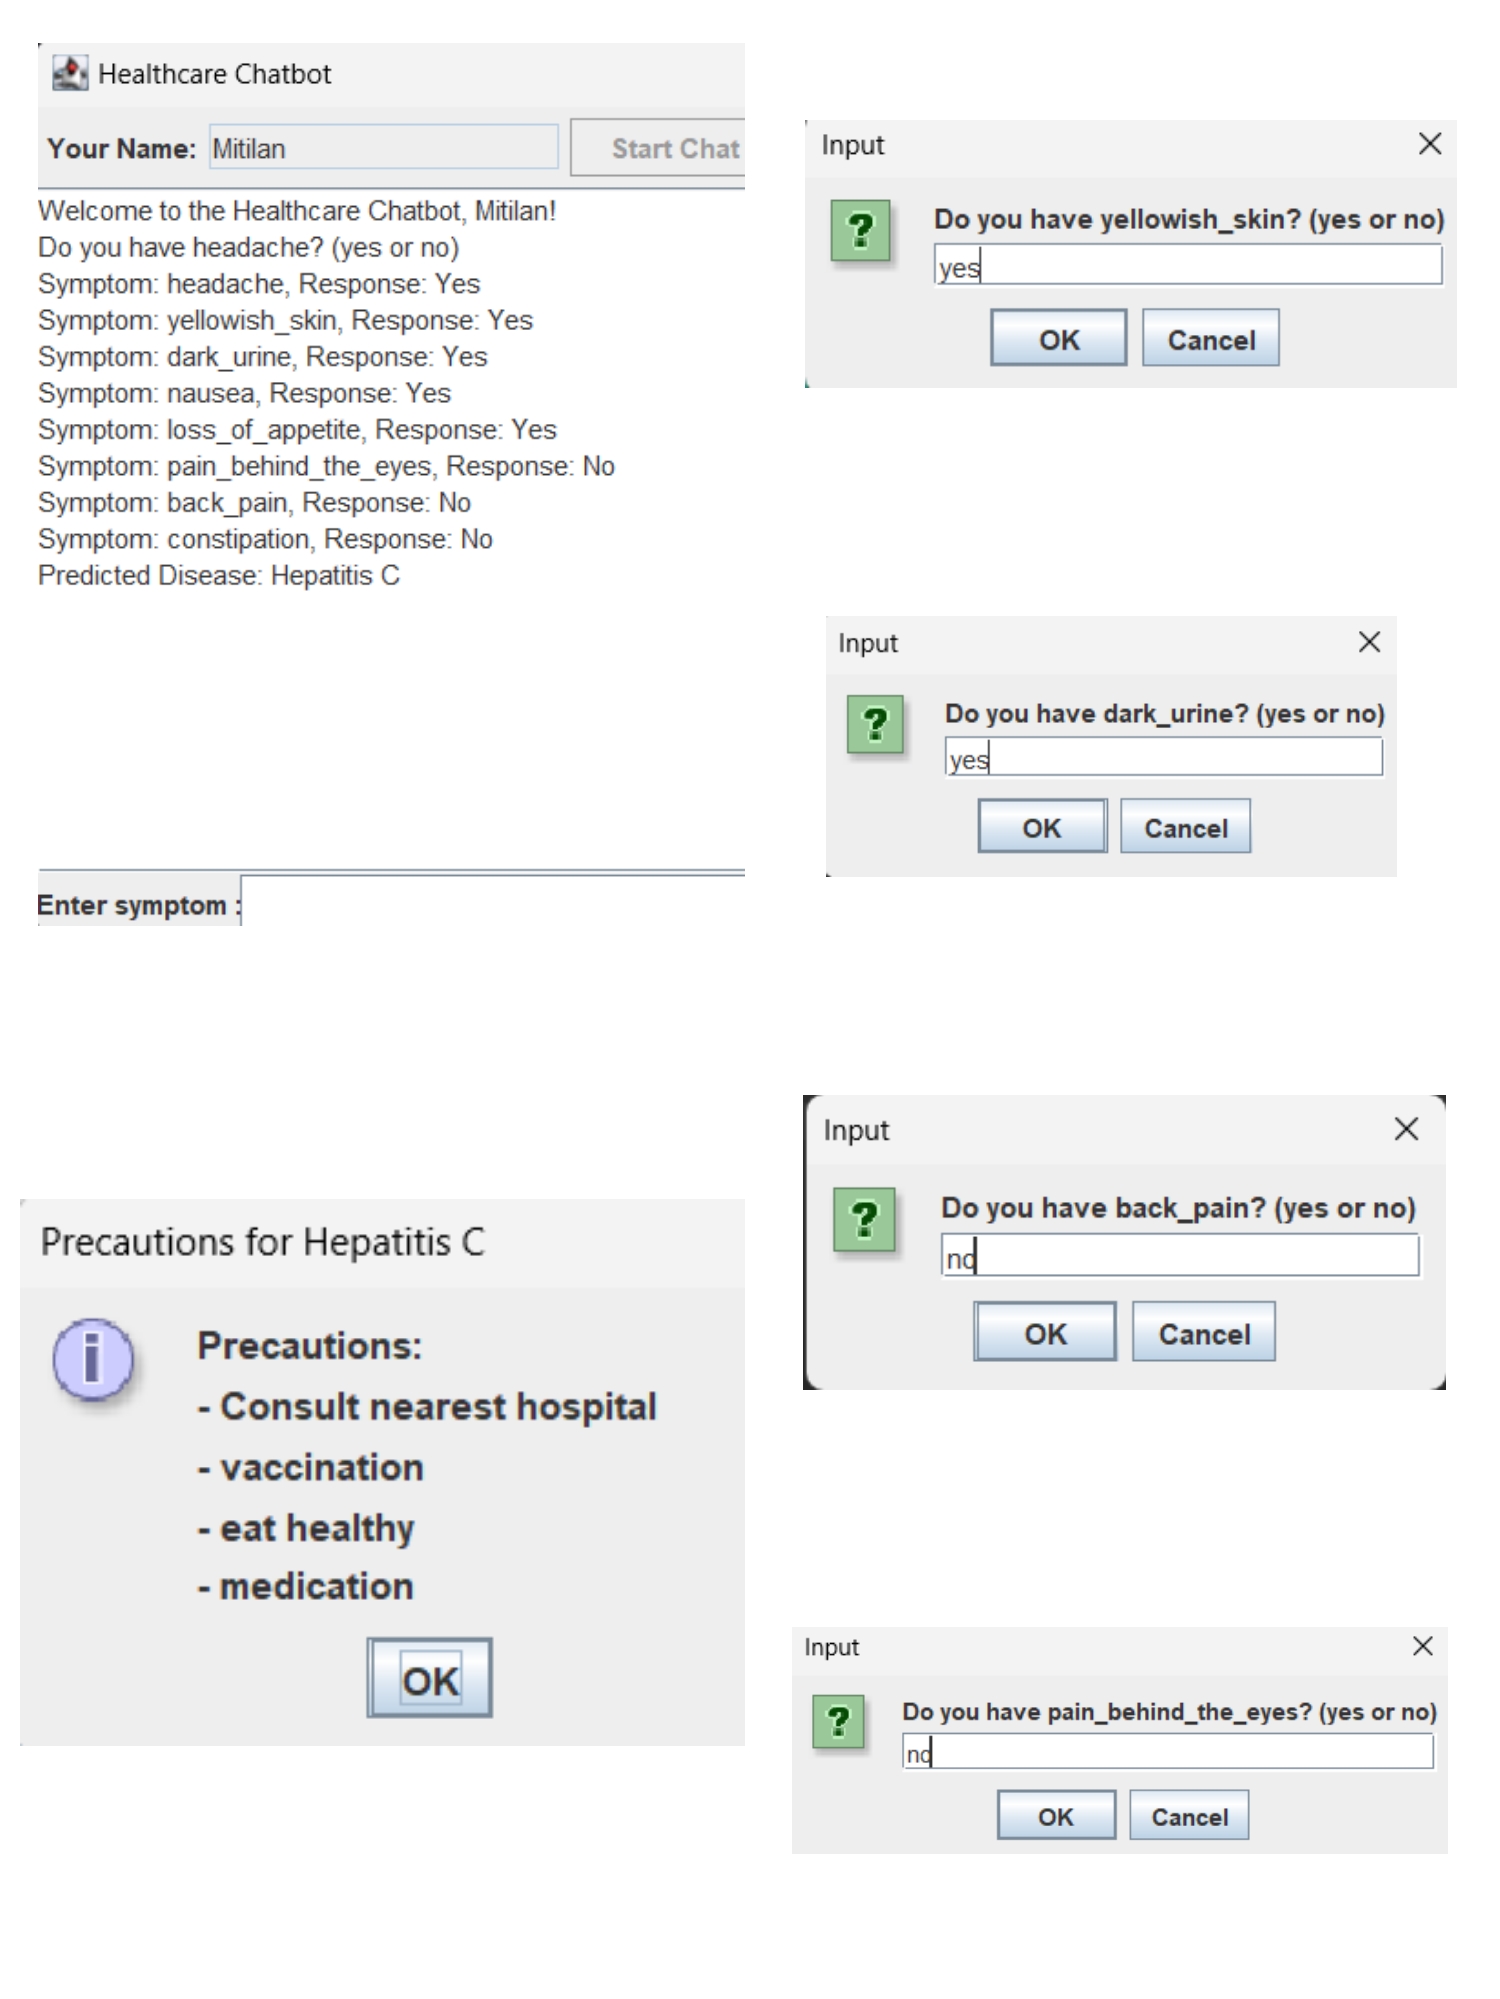 Healthcare Chatbot
Your Name: Mitilan Start Chat
Welcome to the Healthcare Chatbot, Mitilan!
Do you have headache? (yes or no)
Symptom: headache, Response: Yes
Symptom: yellowish_skin, Response: Yes
Symptom: dark_urine, Response: Yes
Symptom: nausea, Response: Yes
Symptom: loss_of_appetite, Response: Yes
Symptom: pain_behind_the_eyes, Response: No
Symptom: back_pain, Response: No
Symptom: constipation, Response: No
Predicted Disease: Hepatitis C
Enter symptom :
Input
Do you have yellowish_skin? (yes or no)
yes
OK Cancel
Input
Do you have dark_urine? (yes or no)
yes
OK Cancel
Precautions for Hepatitis C
Precautions:
- Consult nearest hospital
- vaccination
- eat healthy
- medication
OK
Input
Do you have back_pain? (yes or no)
no
OK Cancel
Input
Do you have pain_behind_the_eyes? (yes or no)
no
OK Cancel